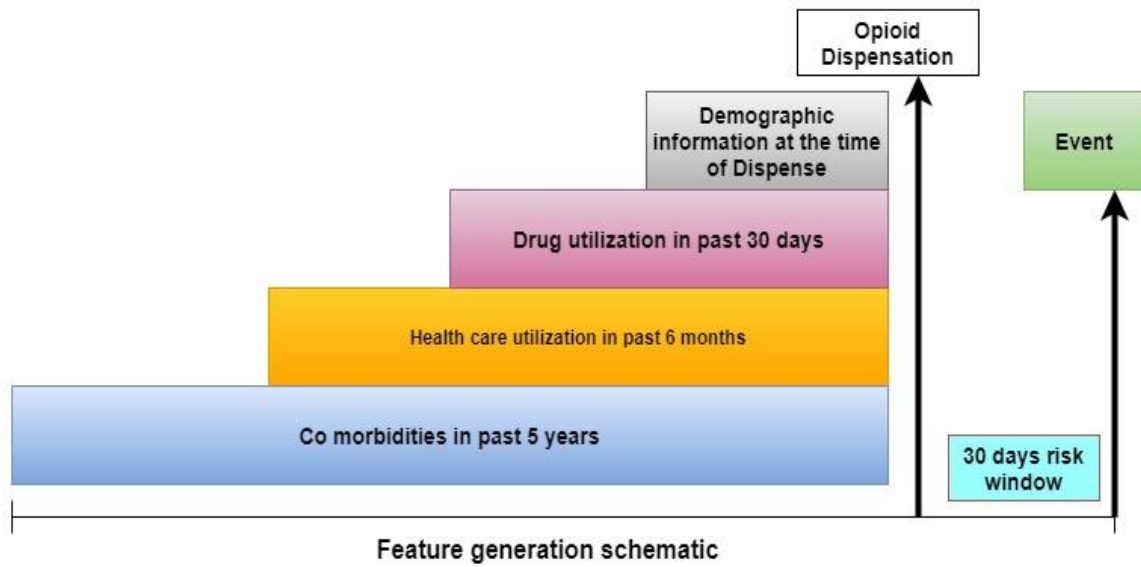 Opioid
Dispensation
Demographic
information at the time
of Dispense
Event
Drug utilization in past 30 days
Health care utilization in past 6 months
Co morbidities in past 5 years
30 days risk
window
Feature generation schematic